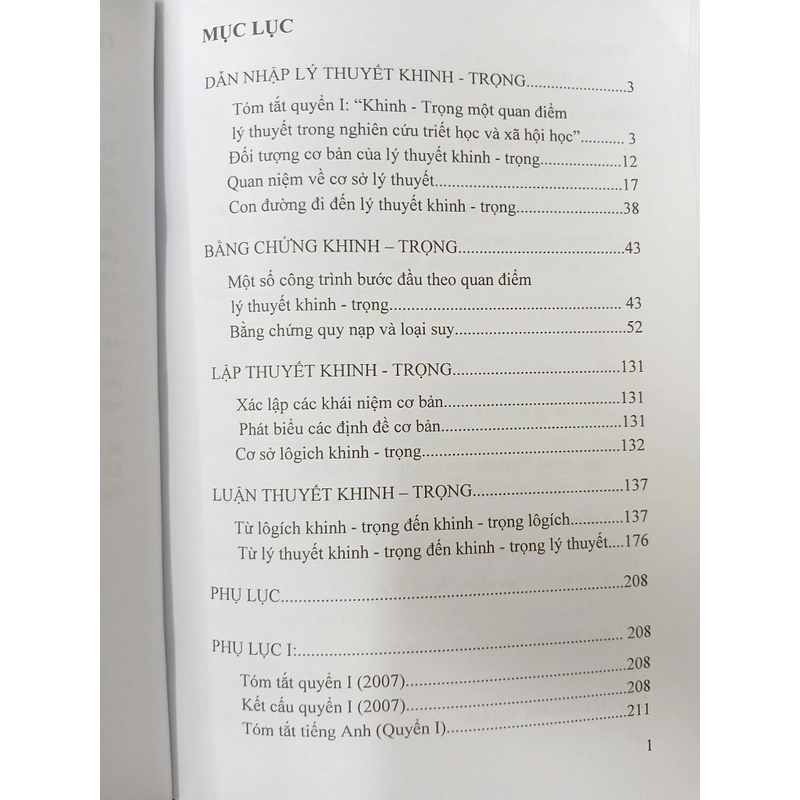 MỤC LỤC
DẪN NHẬP LÝ THUYẾT KHINH - TRỌNG....................3
Tóm tắt quyển I: “Khinh - Trọng một quan điểm
lý thuyết trong nghiên cứu triết học và xã hội học”........... 3
Đối tượng cơ bản của lý thuyết khinh - trọng.................12
Quan niệm về cơ sở lý thuyết.......................................17
Con đường đi đến lý thuyết khinh - trọng......................38
BẰNG CHỨNG KHINH – TRỌNG..................................43
Một số công trình bước đầu theo quan điểm
lý thuyết khinh - trọng................................................ 43
Bằng chứng quy nạp và loại suy....................................52
LẬP THUYẾT KHINH - TRỌNG...................................131
Xác lập các khái niệm cơ bản.....................................131
Phát biểu các định đề cơ bản.....................................131
Cơ sở lôgich khinh - trọng.........................................132
LUẬN THUYẾT KHINH – TRỌNG...............................137
Từ lôgích khinh - trọng đến khinh - trọng lôgích...........137
Từ lý thuyết khinh - trọng đến khinh - trọng lý thuyết....176
PHỤ LỤC.....................................................................208
PHỤ LỤC I:.................................................................. 208
Tóm tắt quyển I (2007)...............................................208
Kết cấu quyển I (2007)...............................................208
Tóm tắt tiếng Anh (Quyển I).......................................211
1